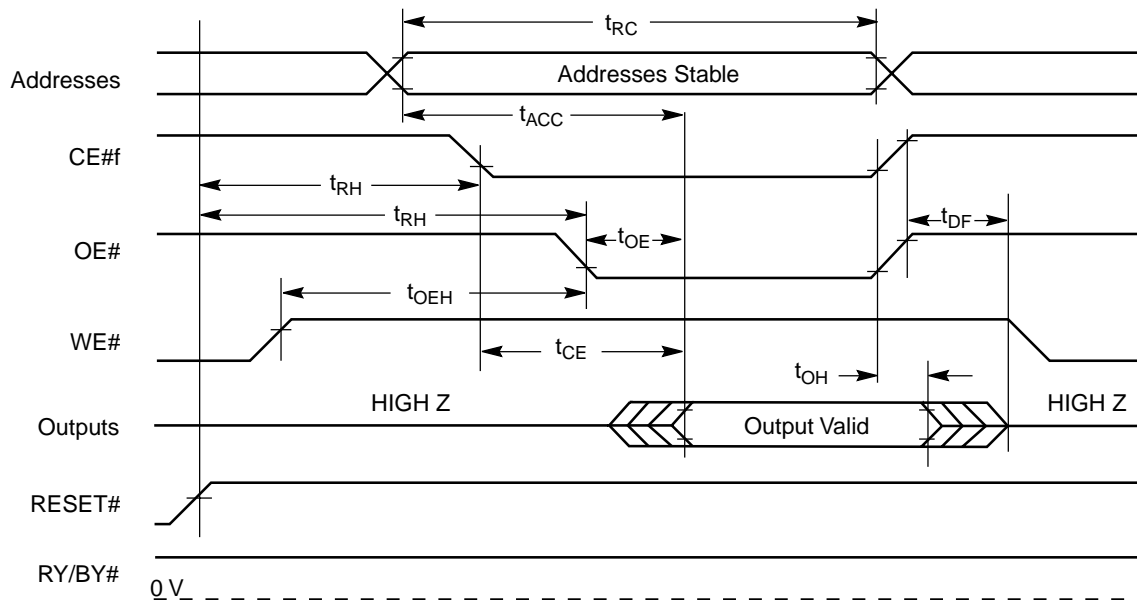 tRC
Addresses
Addresses Stable
tACC
CE#f
tRH
tRH
tOE
tDF
OE#
tOEH
WE#
tCE
tOH
HIGH Z
HIGH Z
Outputs
Output Valid
RESET#
RY/BY#
0 V